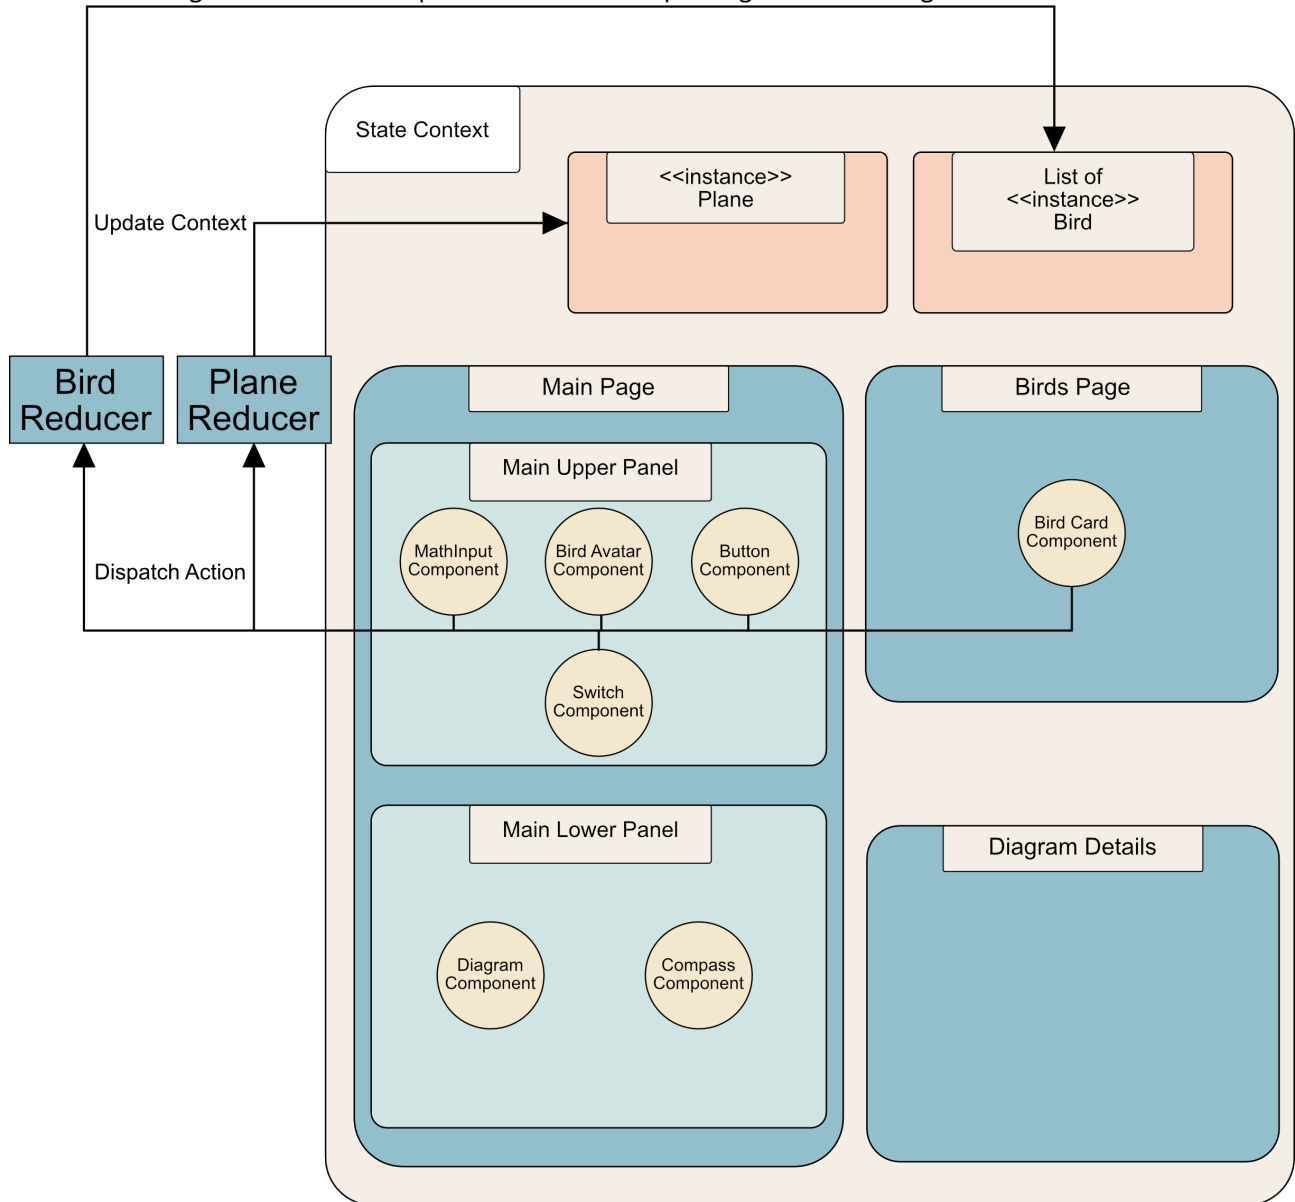 State Context
<<instance>>
Plane
List of
<<instance>>
Bird
Update Context
Bird
Reducer
Plane
Reducer
Main Page
Birds Page
Main Upper Panel
MathInput
Component
Bird Avatar
Component
Button
Component
Bird Card
Component
Dispatch Action
Switch
Component
Main Lower Panel
Diagram Details
Diagram
Component
Compass
Component